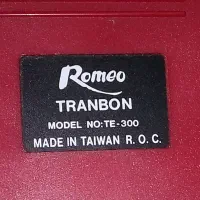 Romeo
TRANBON
MODEL NO:TE-300
MADE IN TAIWAN R.O.C.